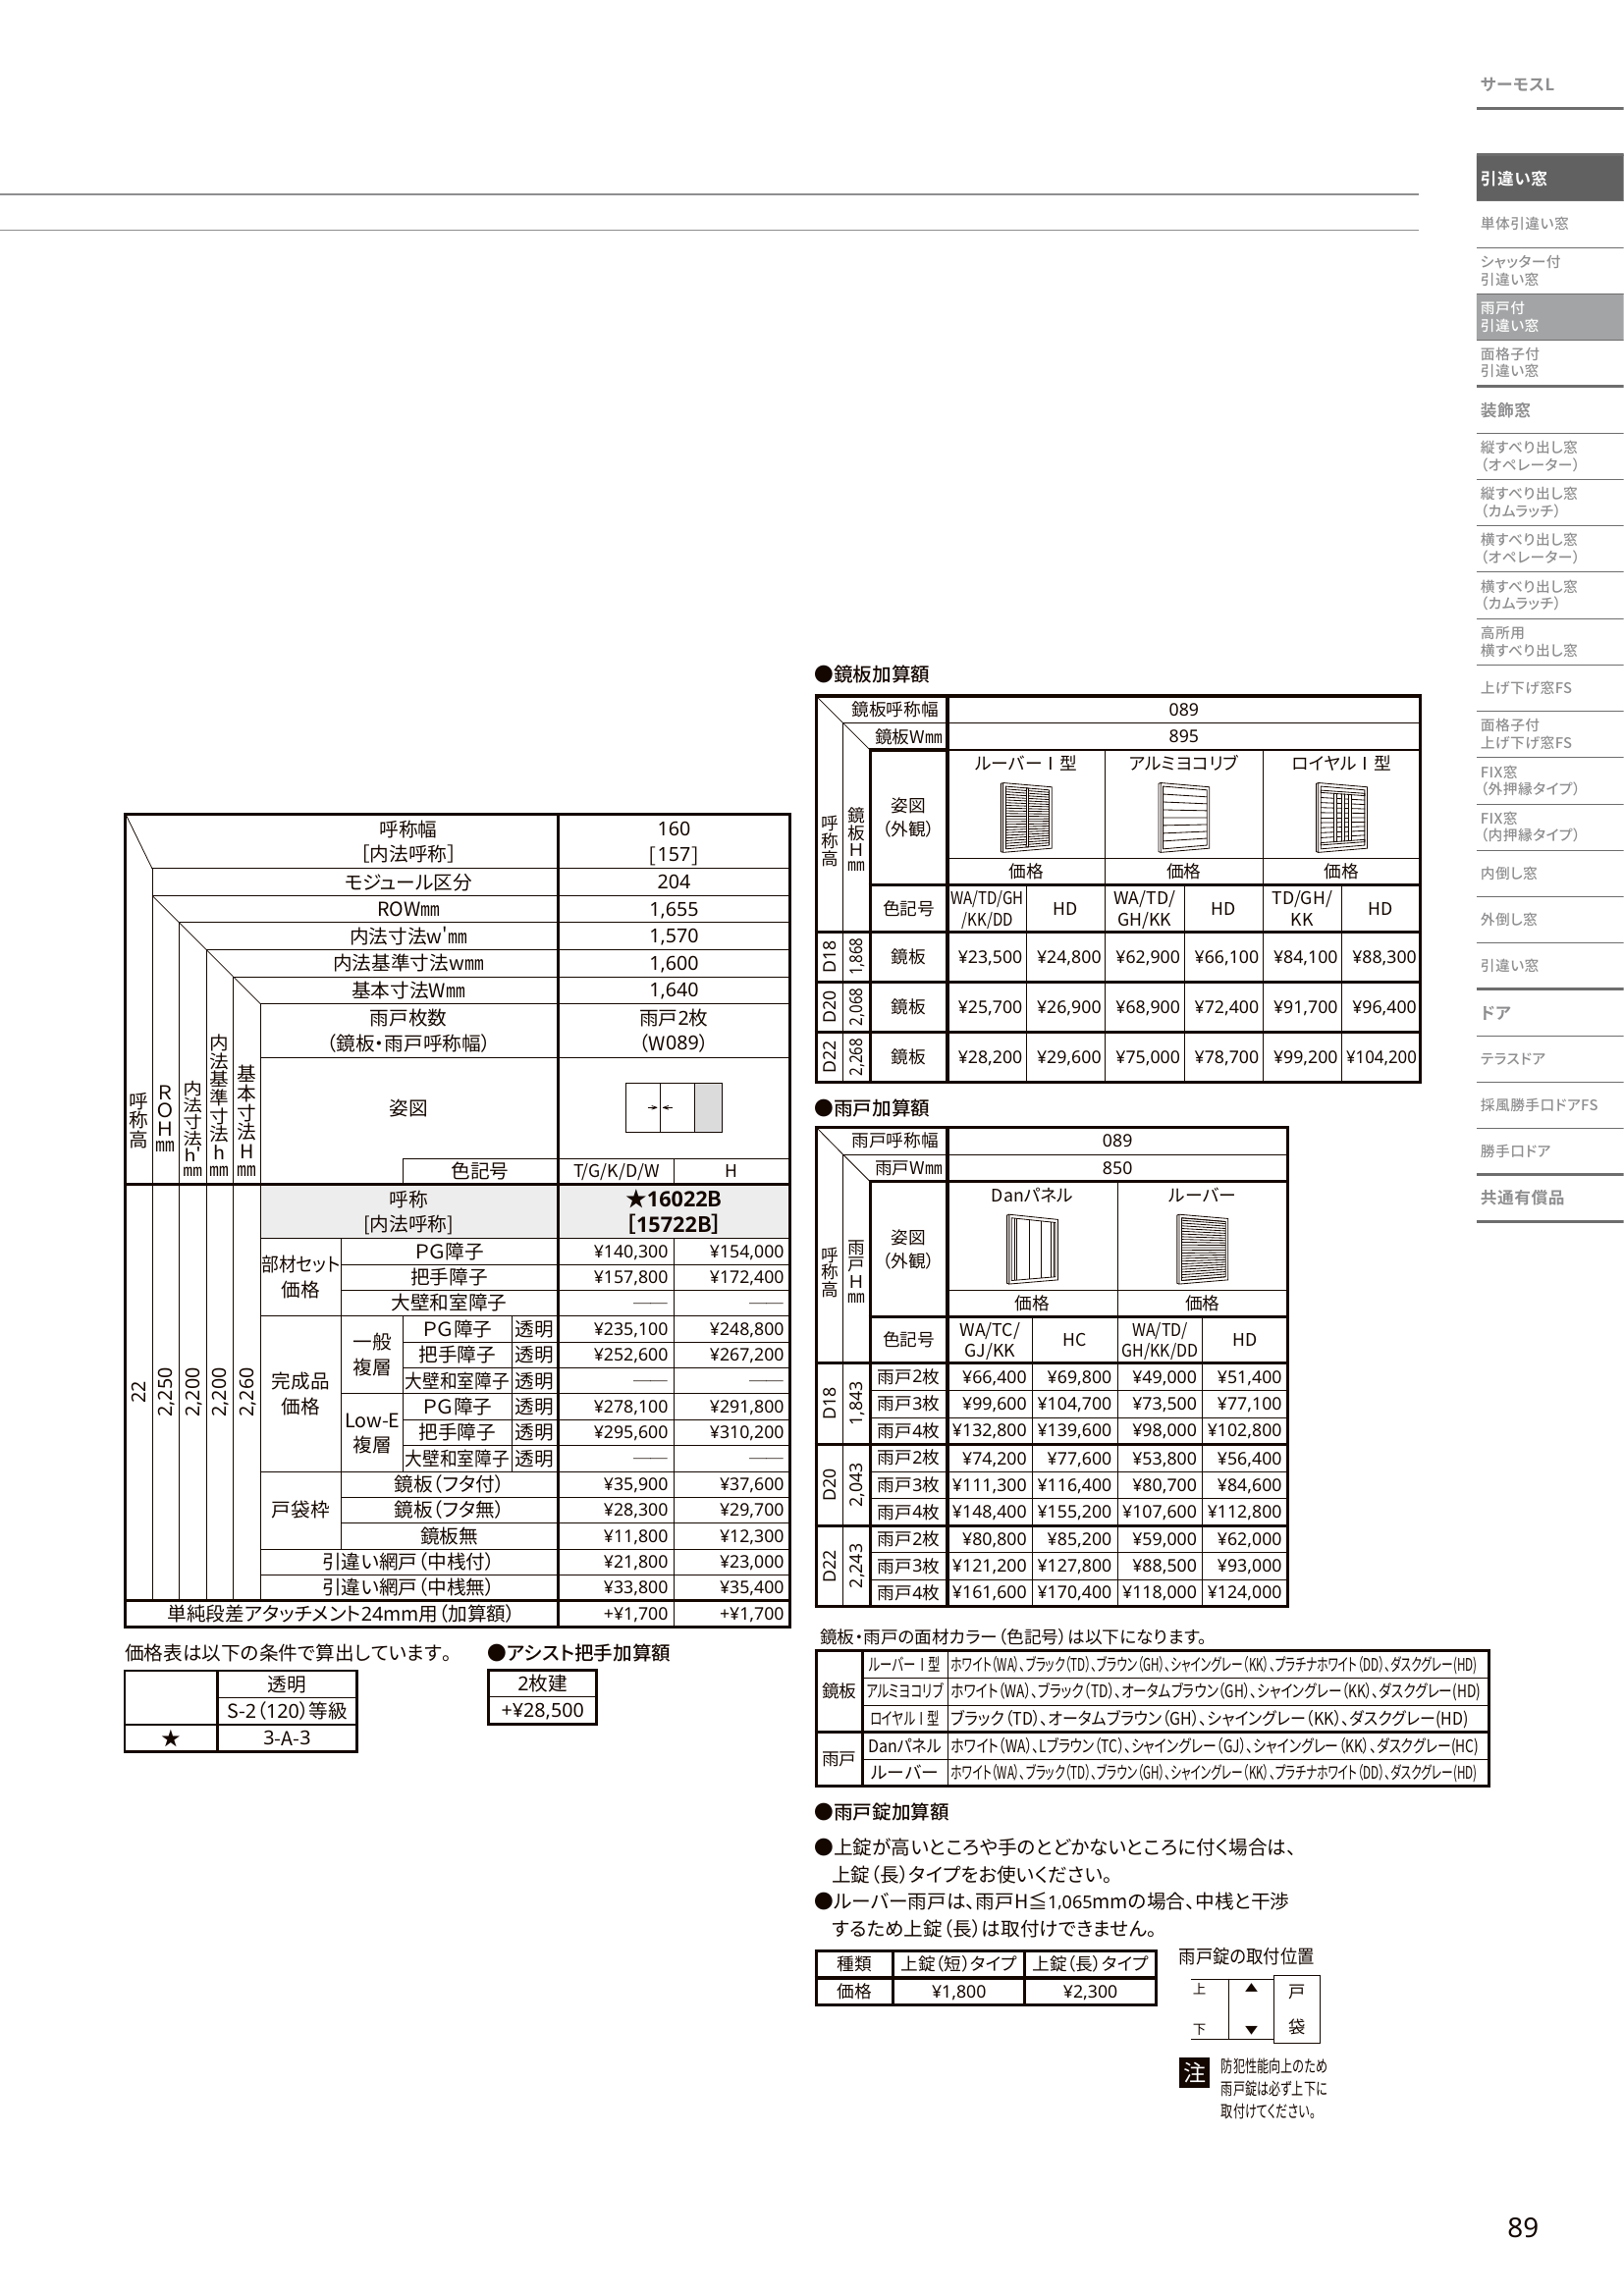 サーモスL
引違い窓
単体引違い窓
シャッター付
引違い窓
雨戸付
引違い窓
面格子付
引違い窓
装飾窓
縦すべり出し窓
（オペレーター）
縦すべり出し窓
（カムラッチ）
横すべり出し窓
（オペレーター）
横すべり出し窓
（カムラッチ）
高所用
横すべり出し窓
上げ下げ窓FS
面格子付
上げ下げ窓FS
FIX窓
（外押縁タイプ）
FIX窓
（内押縁タイプ）
内倒し窓
外倒し窓
引違い窓
ドア
テラスドア
採風勝手口ドアFS
勝手口ドア
共通有償品
呼称幅 160
［内法呼称］ ［157］
モジュール区分 204
ROW㎜ 1,655
内法寸法w'㎜ 1,570
内法基準寸法w㎜ 1,600
基本寸法W㎜ 1,640
雨戸枚数 雨戸2枚
（鏡板・雨戸呼称幅） （W089）
呼称高 ROH㎜ 内法寸法h'㎜ 内法基準寸法h㎜ 基本寸法H㎜
姿図
色記号 T/G/K/D/W H
22 2,250 2,200 2,200 2,260
呼称 ★16022B
[内法呼称] ［15722B］
部材セット価格 PG障子 ¥140,300 ¥154,000
把手障子 ¥157,800 ¥172,400
大壁和室障子 ―― ――
完成品価格 一般複層 PG障子 透明 ¥235,100 ¥248,800
把手障子 透明 ¥252,600 ¥267,200
大壁和室障子 透明 ―― ――
Low-E複層 PG障子 透明 ¥278,100 ¥291,800
把手障子 透明 ¥295,600 ¥310,200
大壁和室障子 透明 ―― ――
戸袋枠 鏡板（フタ付） ¥35,900 ¥37,600
鏡板（フタ無） ¥28,300 ¥29,700
鏡板無 ¥11,800 ¥12,300
引違い網戸（中桟付） ¥21,800 ¥23,000
引違い網戸（中桟無） ¥33,800 ¥35,400
単純段差アタッチメント24mm用（加算額） +¥1,700 +¥1,700
価格表は以下の条件で算出しています。
透明
S-2（120）等級
★ 3-A-3
●アシスト把手加算額
2枚建
+¥28,500
●鏡板加算額
鏡板呼称幅 089
鏡板W㎜ 895
呼称高 鏡板H㎜
姿図（外観） ルーバーⅠ型 アルミヨコリブ ロイヤルⅠ型
価格 価格 価格
色記号 WA/TD/GH/KK/DD HD WA/TD/GH/KK HD TD/GH/KK HD
D18 1,868 鏡板 ¥23,500 ¥24,800 ¥62,900 ¥66,100 ¥84,100 ¥88,300
D20 2,068 鏡板 ¥25,700 ¥26,900 ¥68,900 ¥72,400 ¥91,700 ¥96,400
D22 2,268 鏡板 ¥28,200 ¥29,600 ¥75,000 ¥78,700 ¥99,200 ¥104,200
●雨戸加算額
雨戸呼称幅 089
雨戸W㎜ 850
呼称高 雨戸H㎜
姿図（外観） Danパネル ルーバー
価格 価格
色記号 WA/TC/GJ/KK HC WA/TD/GH/KK/DD HD
D18 1,843 雨戸2枚 ¥66,400 ¥69,800 ¥49,000 ¥51,400
雨戸3枚 ¥99,600 ¥104,700 ¥73,500 ¥77,100
雨戸4枚 ¥132,800 ¥139,600 ¥98,000 ¥102,800
D20 2,043 雨戸2枚 ¥74,200 ¥77,600 ¥53,800 ¥56,400
雨戸3枚 ¥111,300 ¥116,400 ¥80,700 ¥84,600
雨戸4枚 ¥148,400 ¥155,200 ¥107,600 ¥112,800
D22 2,243 雨戸2枚 ¥80,800 ¥85,200 ¥59,000 ¥62,000
雨戸3枚 ¥121,200 ¥127,800 ¥88,500 ¥93,000
雨戸4枚 ¥161,600 ¥170,400 ¥118,000 ¥124,000
鏡板・雨戸の面材カラー（色記号）は以下になります。
鏡板 ルーバーⅠ型 ホワイト（WA）、ブラック（TD）、ブラウン（GH）、シャイングレー（KK）、プラチナホワイト（DD）、ダスクグレー(HD)
アルミヨコリブ ホワイト（WA）、ブラック（TD）、オータムブラウン（GH）、シャイングレー（KK）、ダスクグレー(HD)
ロイヤルⅠ型 ブラック（TD）、オータムブラウン（GH）、シャイングレー（KK）、ダスクグレー(HD)
雨戸 Danパネル ホワイト（WA）、Lブラウン（TC）、シャイングレー（GJ）、シャイングレー（KK）、ダスクグレー(HC)
ルーバー ホワイト（WA）、ブラック（TD）、ブラウン（GH）、シャイングレー（KK）、プラチナホワイト（DD）、ダスクグレー(HD)
●雨戸錠加算額
●上錠が高いところや手のとどかないところに付く場合は、
上錠（長）タイプをお使いください。
●ルーバー雨戸は、雨戸H≦1,065mmの場合、中桟と干渉
するため上錠（長）は取付けできません。
種類 上錠（短）タイプ 上錠（長）タイプ
価格 ¥1,800 ¥2,300
雨戸錠の取付位置
上 ▲ 戸
下 ▼ 袋
注 防犯性能向上のため
雨戸錠は必ず上下に
取付けてください。
89